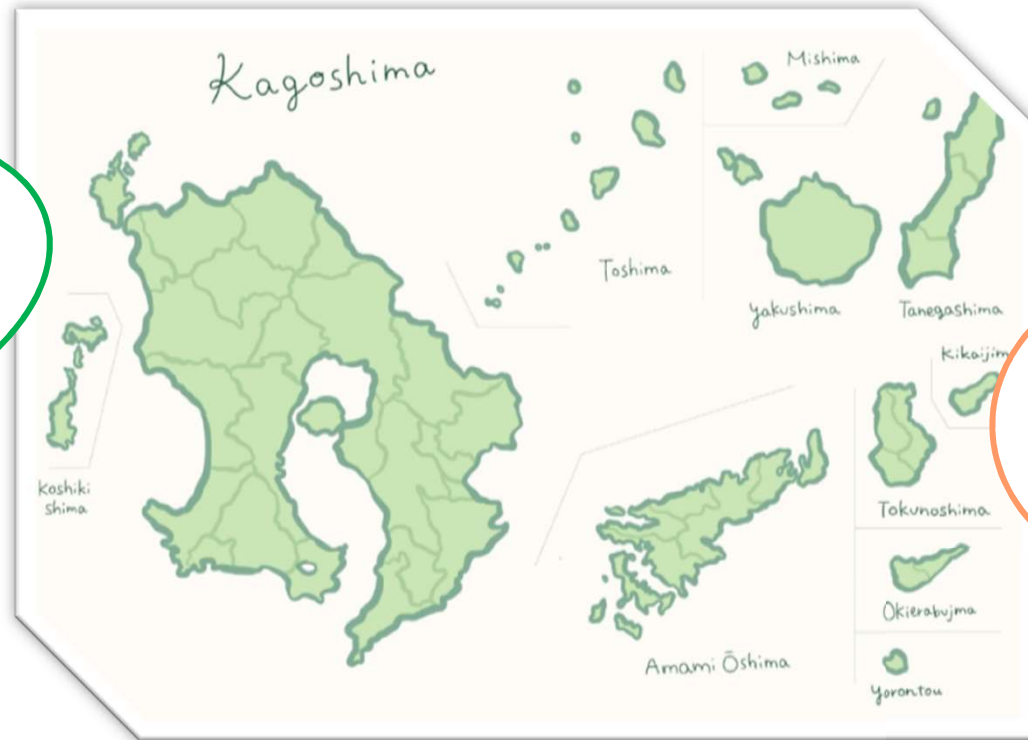 Kagoshima
Mishima
Toshima
Yakushima
Tanegashima
Kikaijim
Koshiki
shima
Tokunoshima
Okierabujma
Amami Ōshima
Yorontou